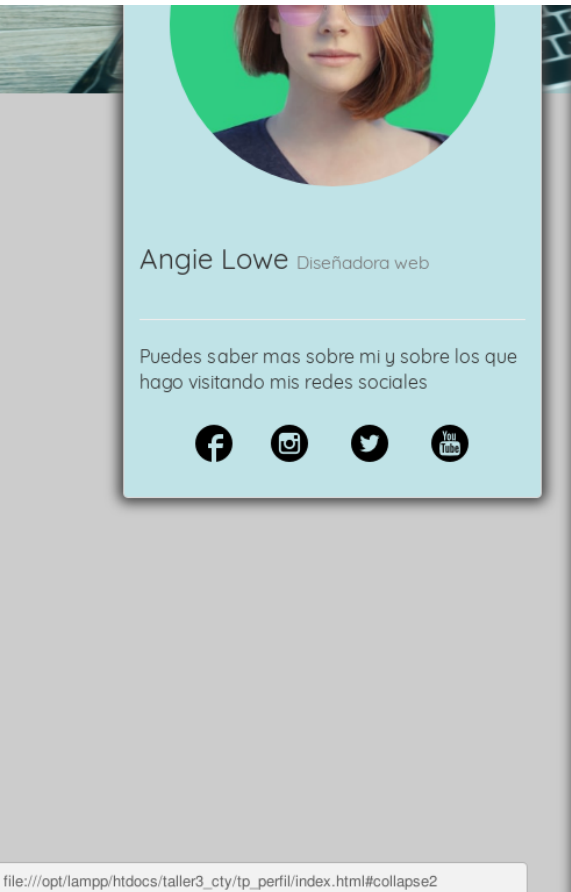 Angie Lowe Diseñadora web
Puedes saber mas sobre mi y sobre los que
hago visitando mis redes sociales
You
Tube
file:///opt/lampp/htdocs/taller3_cty/tp_perfil/index.html#collapse2